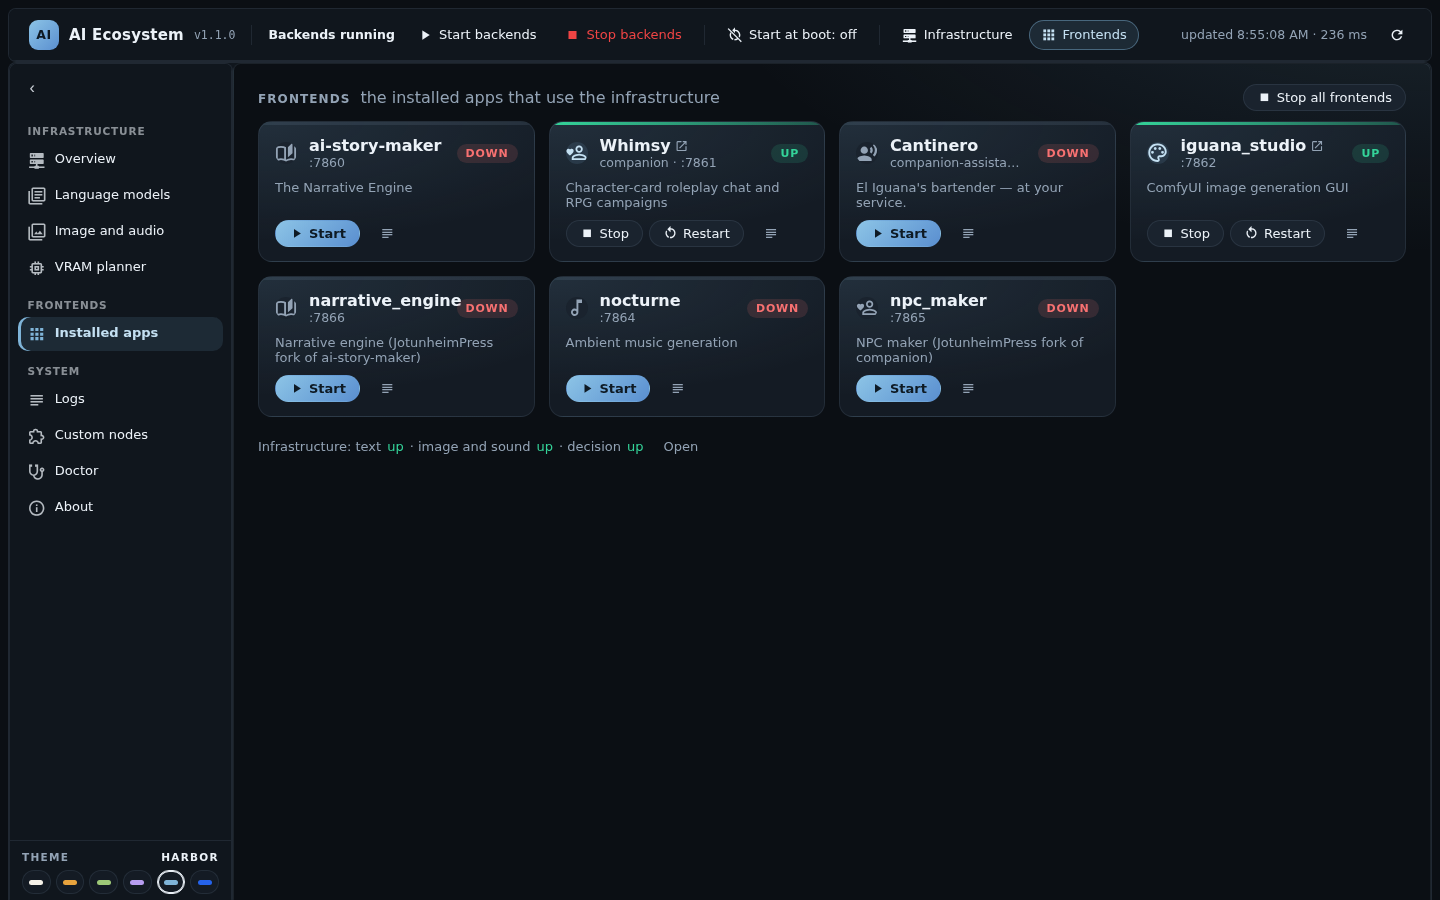 AI AI Ecosystem v1.1.0 Backends running Start backends Stop backends Start at boot: off Infrastructure Frontends updated 8:55:08 AM · 236 ms
‹
INFRASTRUCTURE
Overview
Language models
Image and audio
VRAM planner
FRONTENDS
Installed apps
SYSTEM
Logs
Custom nodes
Doctor
About
THEME HARBOR
FRONTENDS the installed apps that use the infrastructure Stop all frontends
ai-story-maker DOWN
:7860
The Narrative Engine
Start
Whimsy UP
companion · :7861
Character-card roleplay chat and
RPG campaigns
Stop Restart
Cantinero DOWN
companion-assista...
El Iguana's bartender — at your
service.
Start
iguana_studio UP
:7862
ComfyUI image generation GUI
Stop Restart
narrative_engine DOWN
:7866
Narrative engine (JotunheimPress
fork of ai-story-maker)
Start
nocturne DOWN
:7864
Ambient music generation
Start
npc_maker DOWN
:7865
NPC maker (JotunheimPress fork of
companion)
Start
Infrastructure: text up · image and sound up · decision up Open